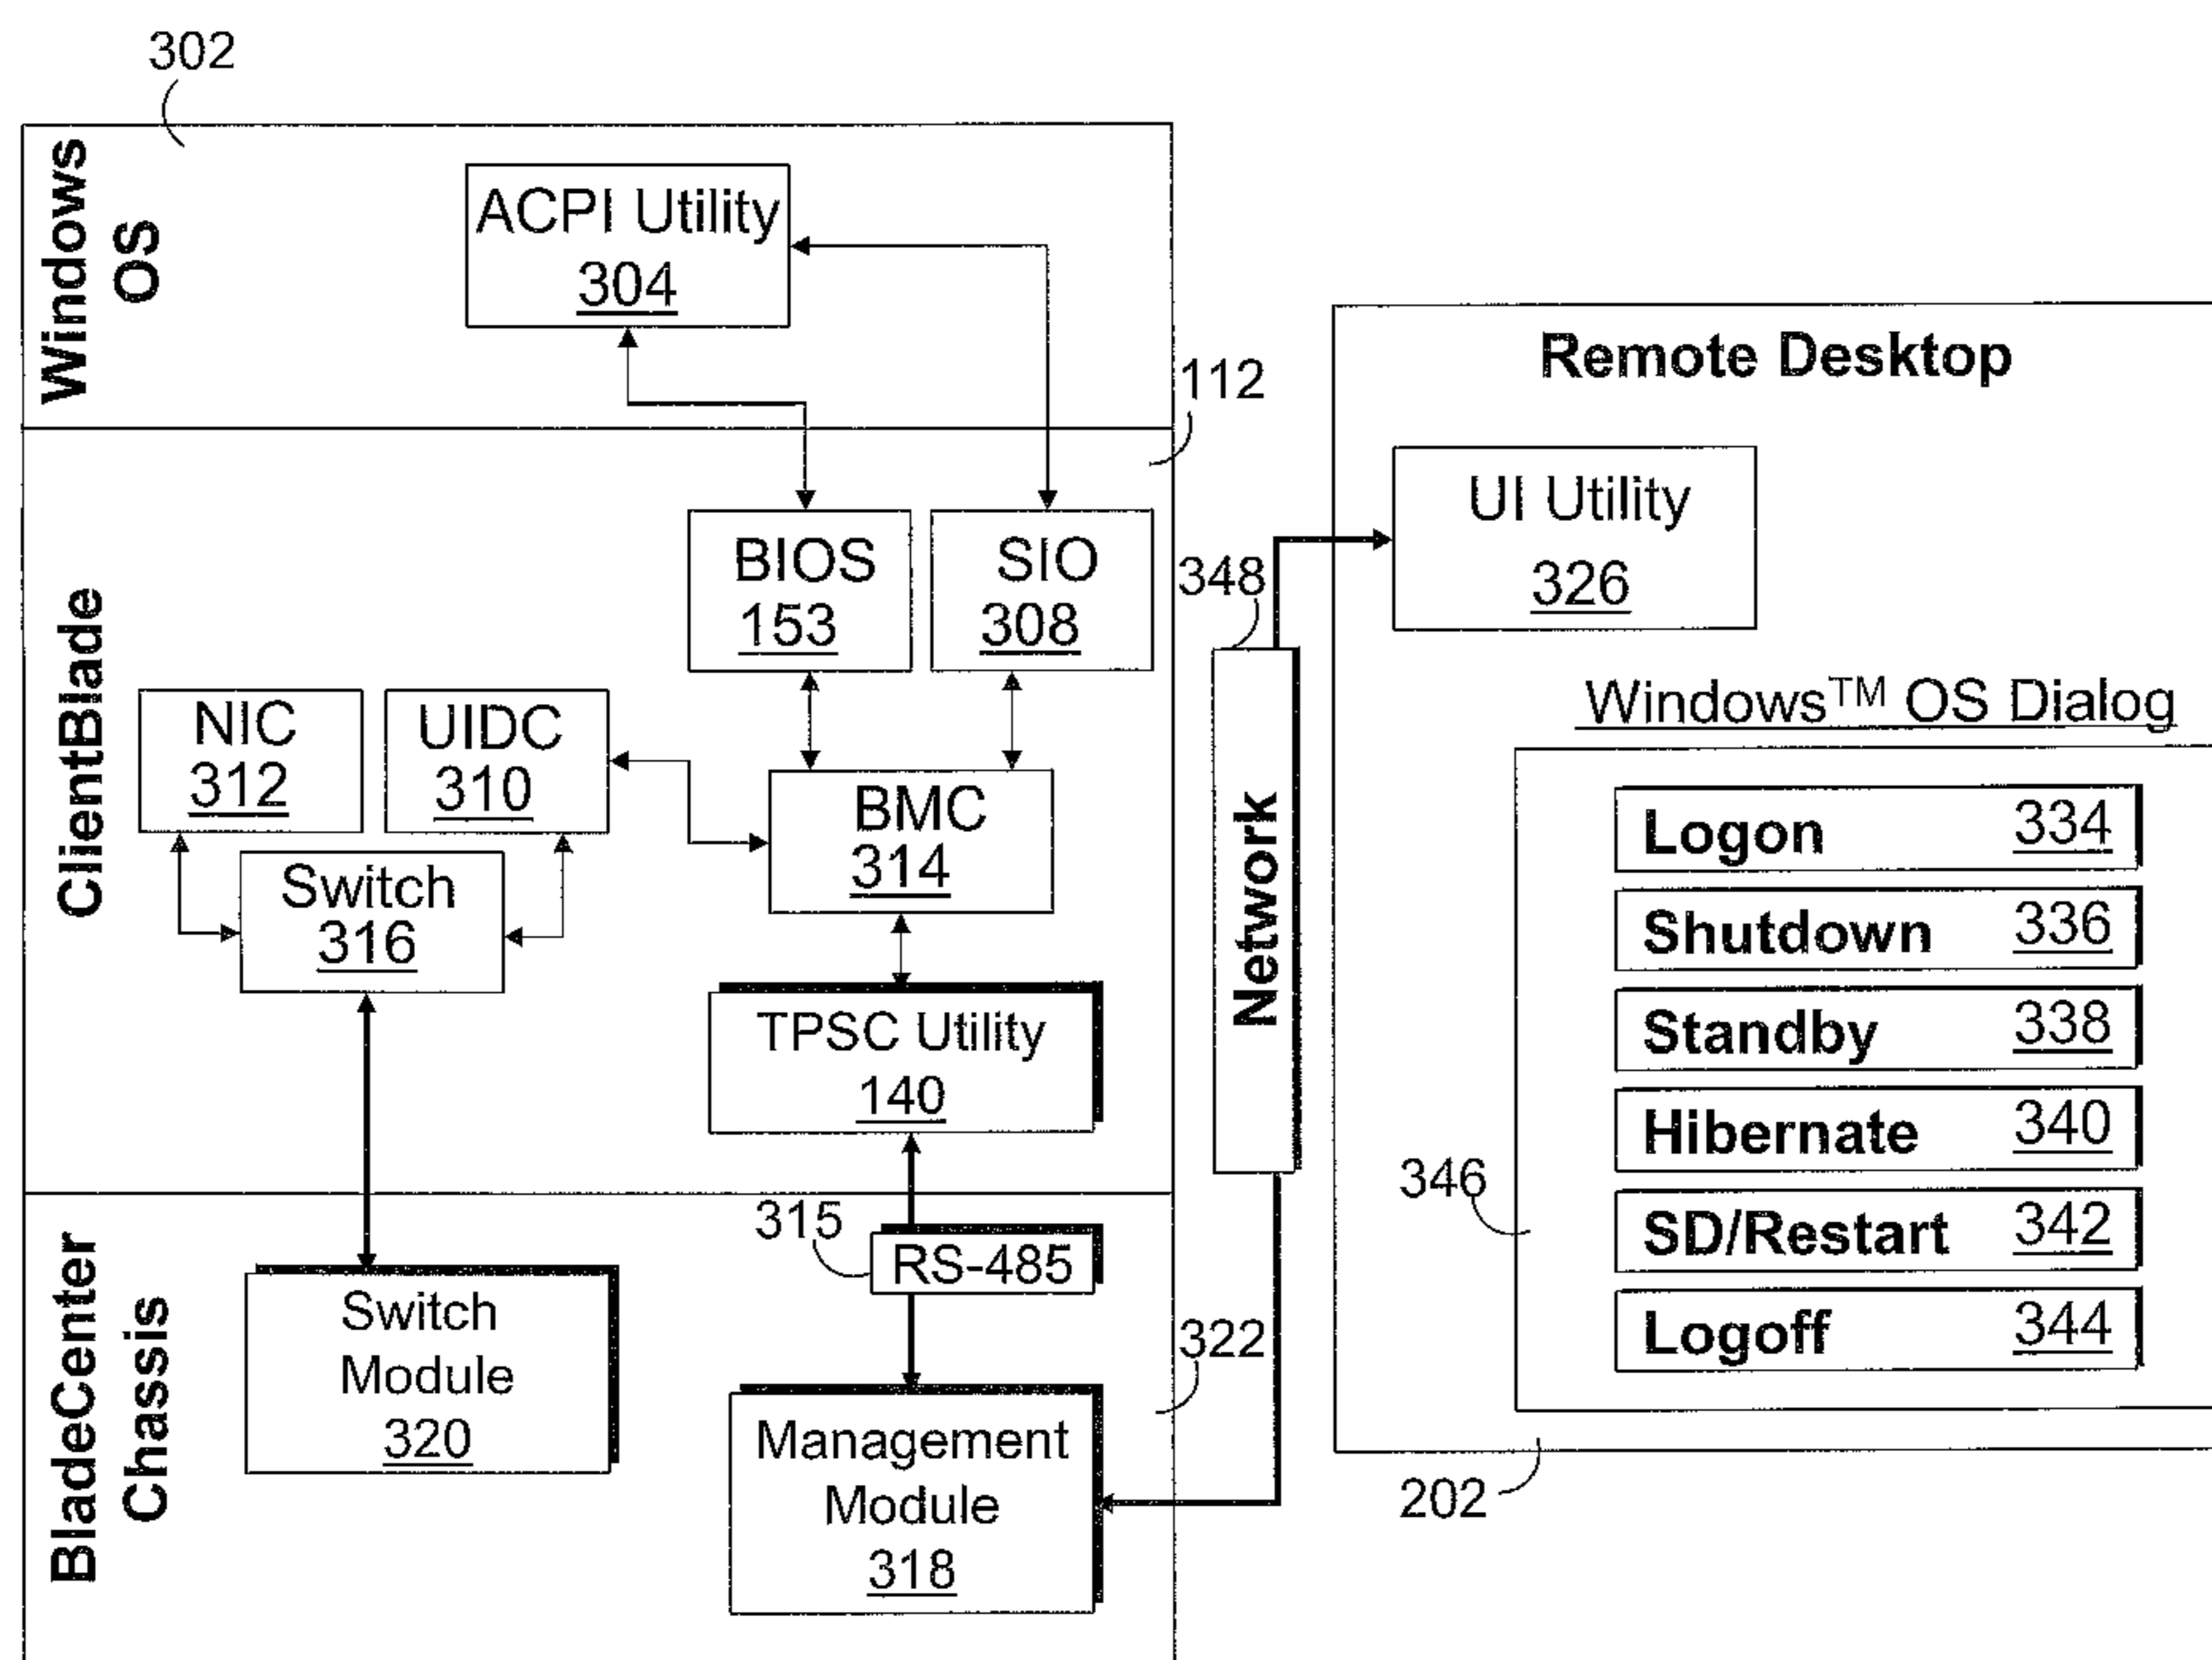 302
Windows
OS
ACPI Utility
304
112
ClientBlade
BIOS
153
SIO
308
NIC
312
UIDC
310
BMC
314
Switch
316
TPSC Utility
140
BladeCenter
Chassis
315
RS-485
Switch
Module
320
Management
Module
318
322
348
Network
Remote Desktop
UI Utility
326
Windows™ OS Dialog
Logon 334
Shutdown 336
Standby 338
Hibernate 340
SD/Restart 342
Logoff 344
346
202